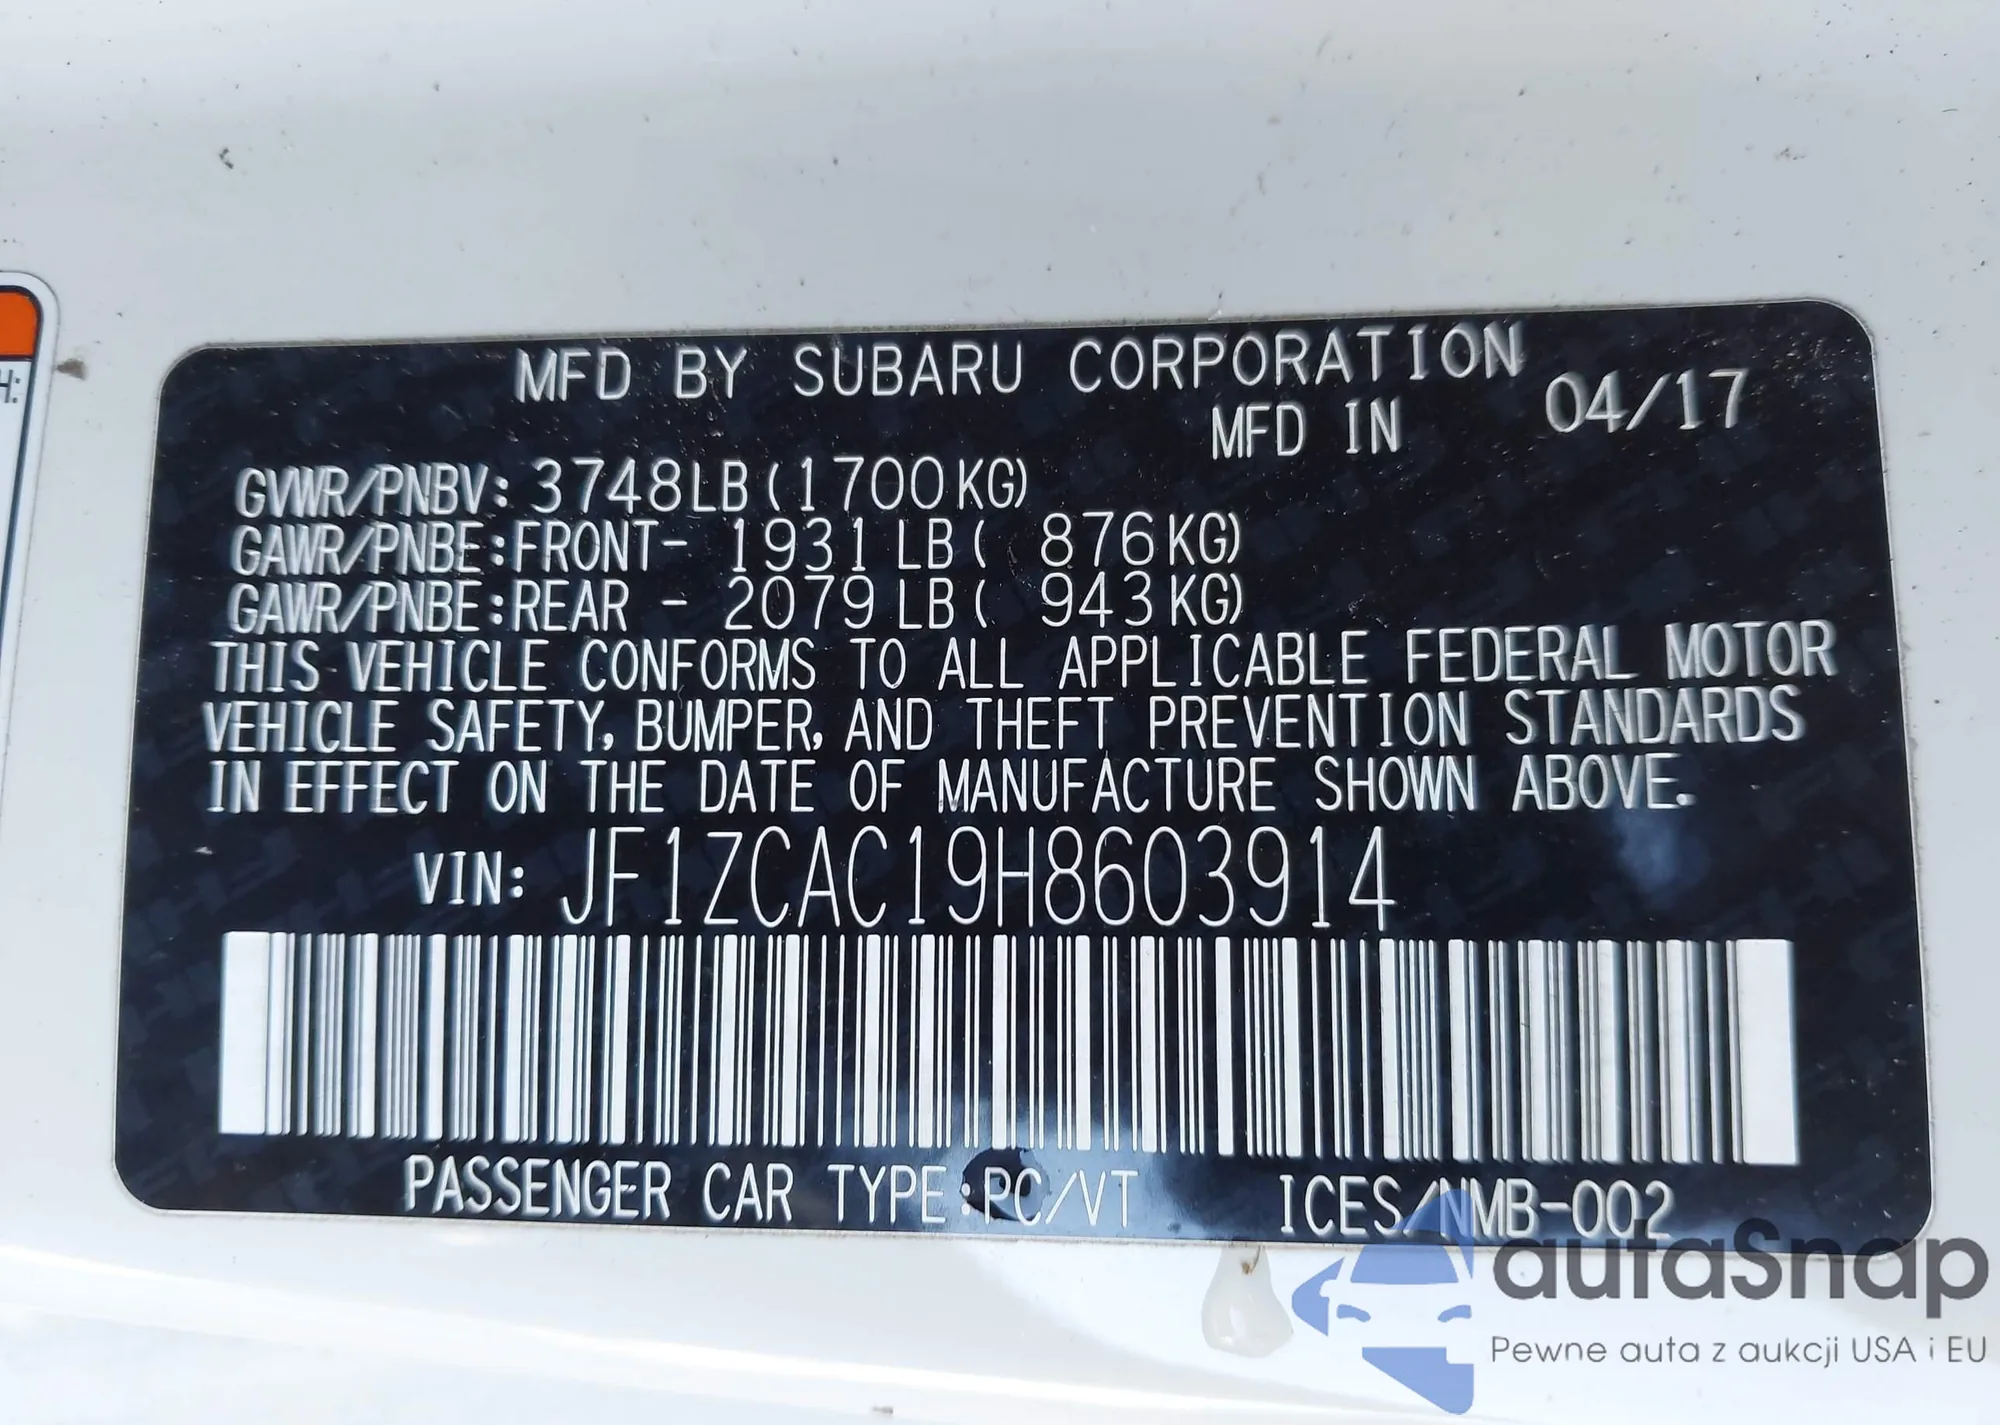 H:
MFD BY SUBARU CORPORATION
MFD IN 04/17
GVWR/PNBV: 3748LB(1700KG)
GAWR/PNBE:FRONT- 1931LB( 876KG)
GAWR/PNBE:REAR - 2079LB( 943KG)
THIS VEHICLE CONFORMS TO ALL APPLICABLE FEDERAL MOTOR
VEHICLE SAFETY, BUMPER, AND THEFT PREVENTION STANDARDS
IN EFFECT ON THE DATE OF MANUFACTURE SHOWN ABOVE.
VIN: JF1ZCAC19H8603914
PASSENGER CAR TYPE:PC/VT ICES/NMB-002
autaSnap
Pewne auta z aukcji USA i EU